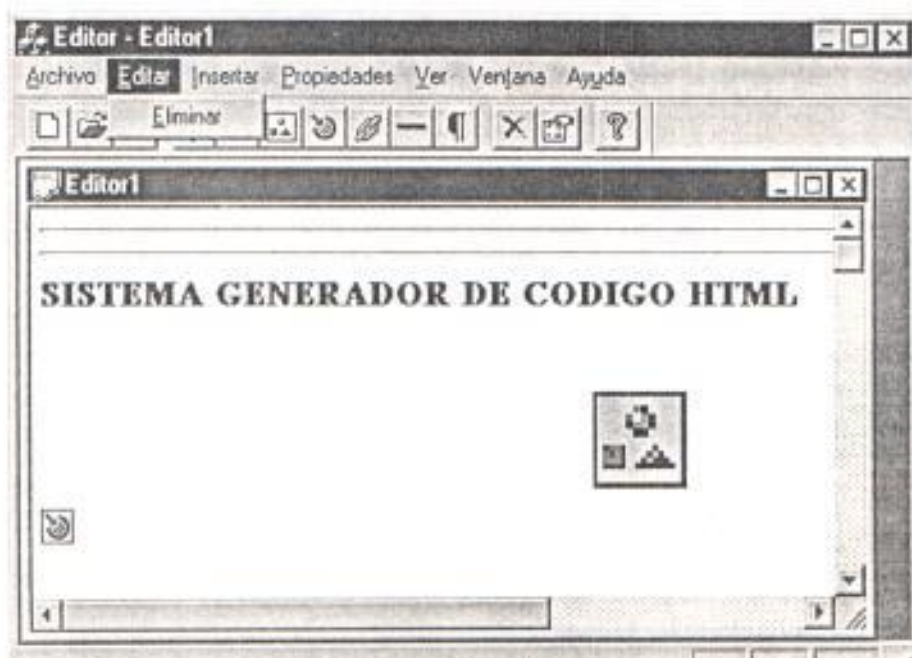 Editor - Editor1
Archivo Editar Insertar Propiedades Ver Ventana Ayuda
Eliminar
Editor1
SISTEMA GENERADOR DE CODIGO HTML